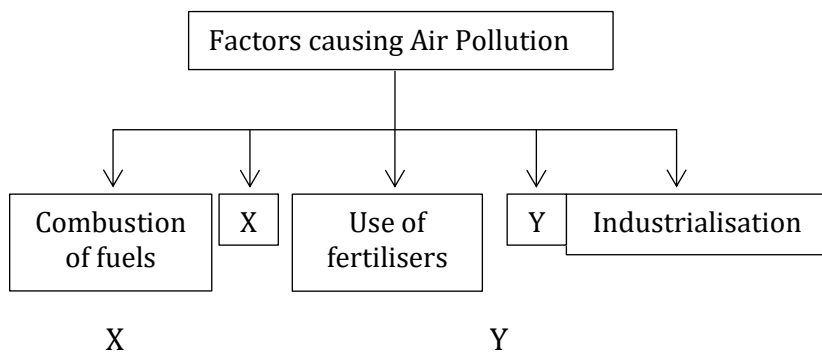 Factors causing Air Pollution
Combustion
of fuels
X
Use of
fertilisers
Y
Industrialisation
X
Y